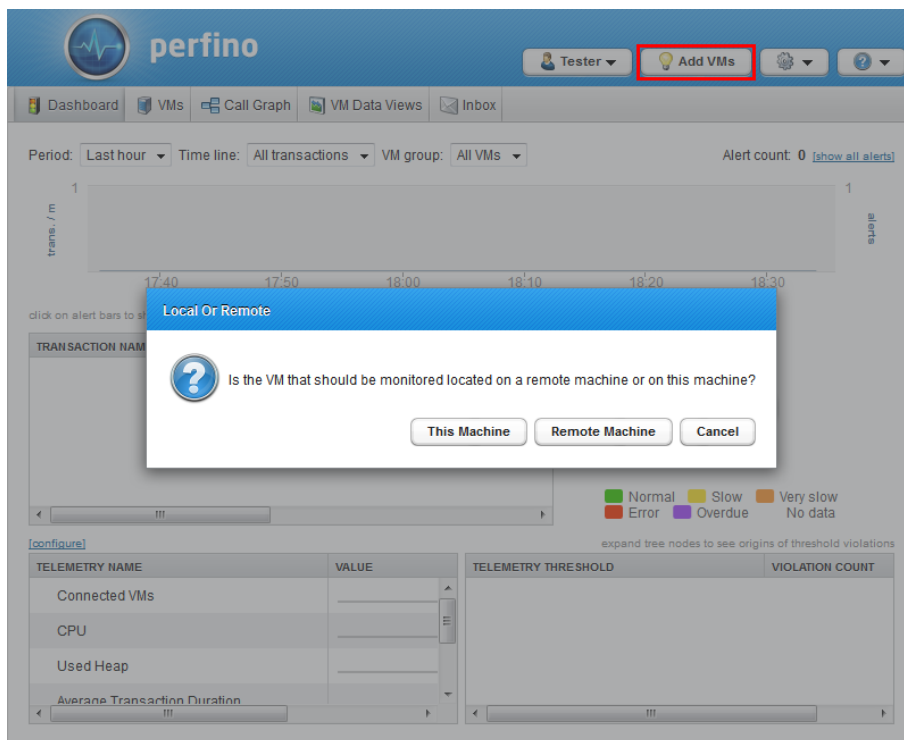 perfino
Tester Add VMs
Dashboard VMs Call Graph VM Data Views Inbox
Period: Last hour Time line: All transactions VM group: All VMs Alert count: 0 [show all alerts]
1 1
trans. / m
alerts
17:40 17:50 18:00 18:10 18:20 18:30
click on alert bars to sh
Local Or Remote
TRANSACTION NAM
Is the VM that should be monitored located on a remote machine or on this machine?
This Machine Remote Machine Cancel
Normal Slow Very slow
Error Overdue No data
[configure] expand tree nodes to see origins of threshold violations
TELEMETRY NAME VALUE TELEMETRY THRESHOLD VIOLATION COUNT
Connected VMs
CPU
Used Heap
Average Transaction Duration